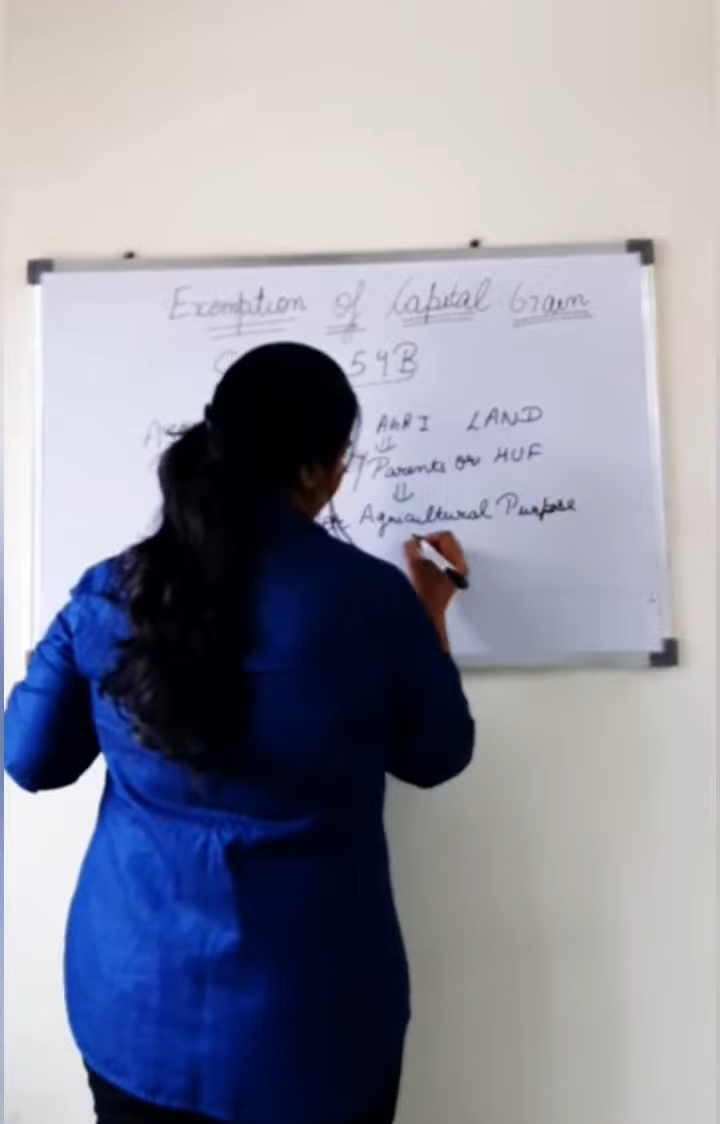 Exemption of Capital Gain
54B
AGRI LAND
Parents or HUF
Agricultural Purpose